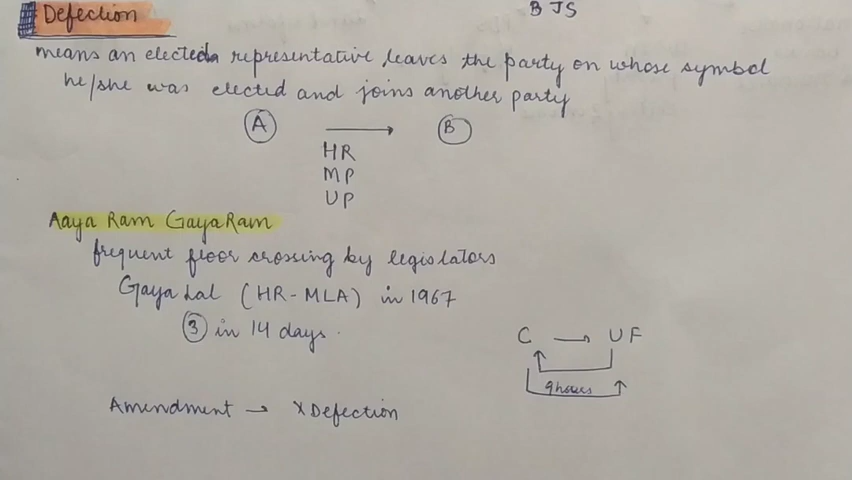 BJS
Defection
means an elected representative leaves the party on whose symbol
he/she was elected and joins another party
A → B
HR
MP
UP
Aaya Ram Gaya Ram
frequent floor crossing by legislators
Gaya Lal (HR-MLA) in 1967
3 in 14 days.
C → UF
9 hours
Amendment → X Defection